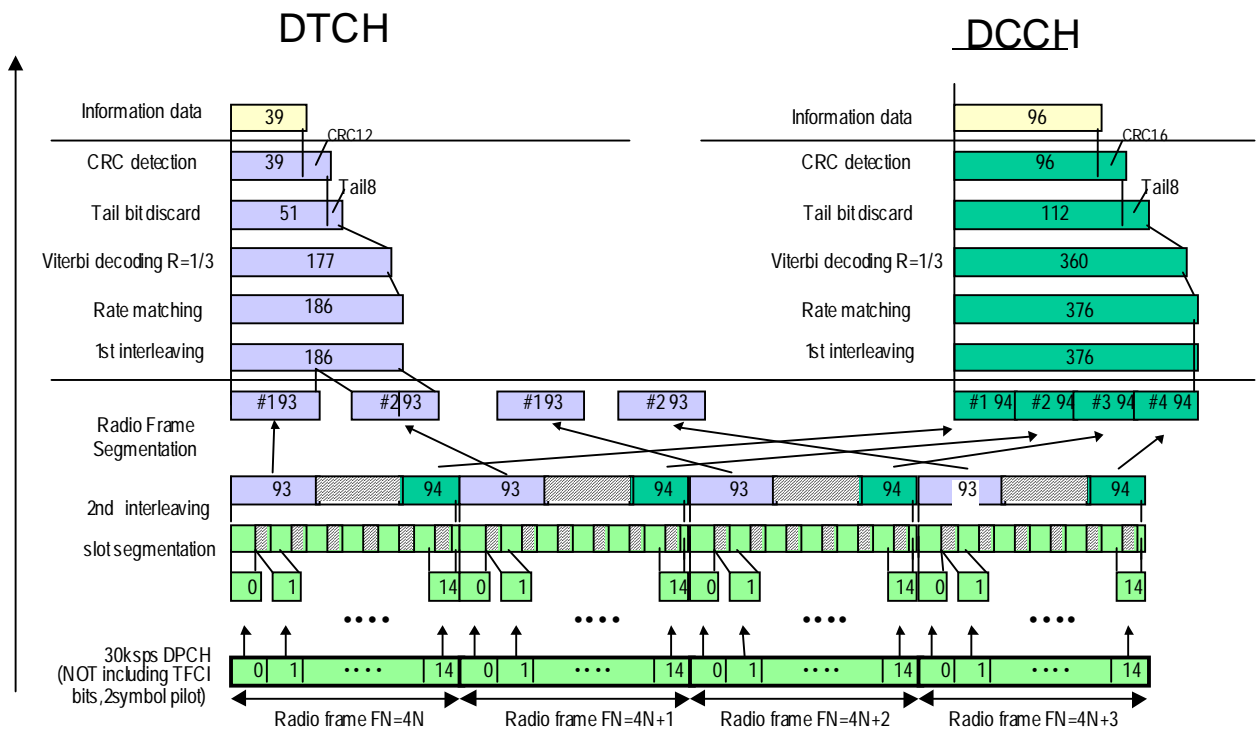 DTCH DCCH
Information data 39 Information data 96
CRC12 CRC16
CRC detection 39 CRC detection 96
Tail8 Tail8
Tail bit discard 51 Tail bit discard 112
Viterbi decoding R=1/3 177 Viterbi decoding R=1/3 360
Rate matching 186 Rate matching 376
1st interleaving 186 1st interleaving 376
#1 93 #2 93 #1 93 #2 93 #1 94 #2 94 #3 94 #4 94
Radio Frame
Segmentation
93 94 93 94 93 94 93 94
2nd interleaving
slot segmentation
0 1 14 0 1 14 0 1 14 0 1 14
•••• •••• •••• ••••
30ksps DPCH
(NOT including TFCI
bits,2symbol pilot)
0 1 •••• 14 0 1 •••• 14 0 1 •••• 14 0 1 •••• 14
Radio frame FN=4N Radio frame FN=4N+1 Radio frame FN=4N+2 Radio frame FN=4N+3